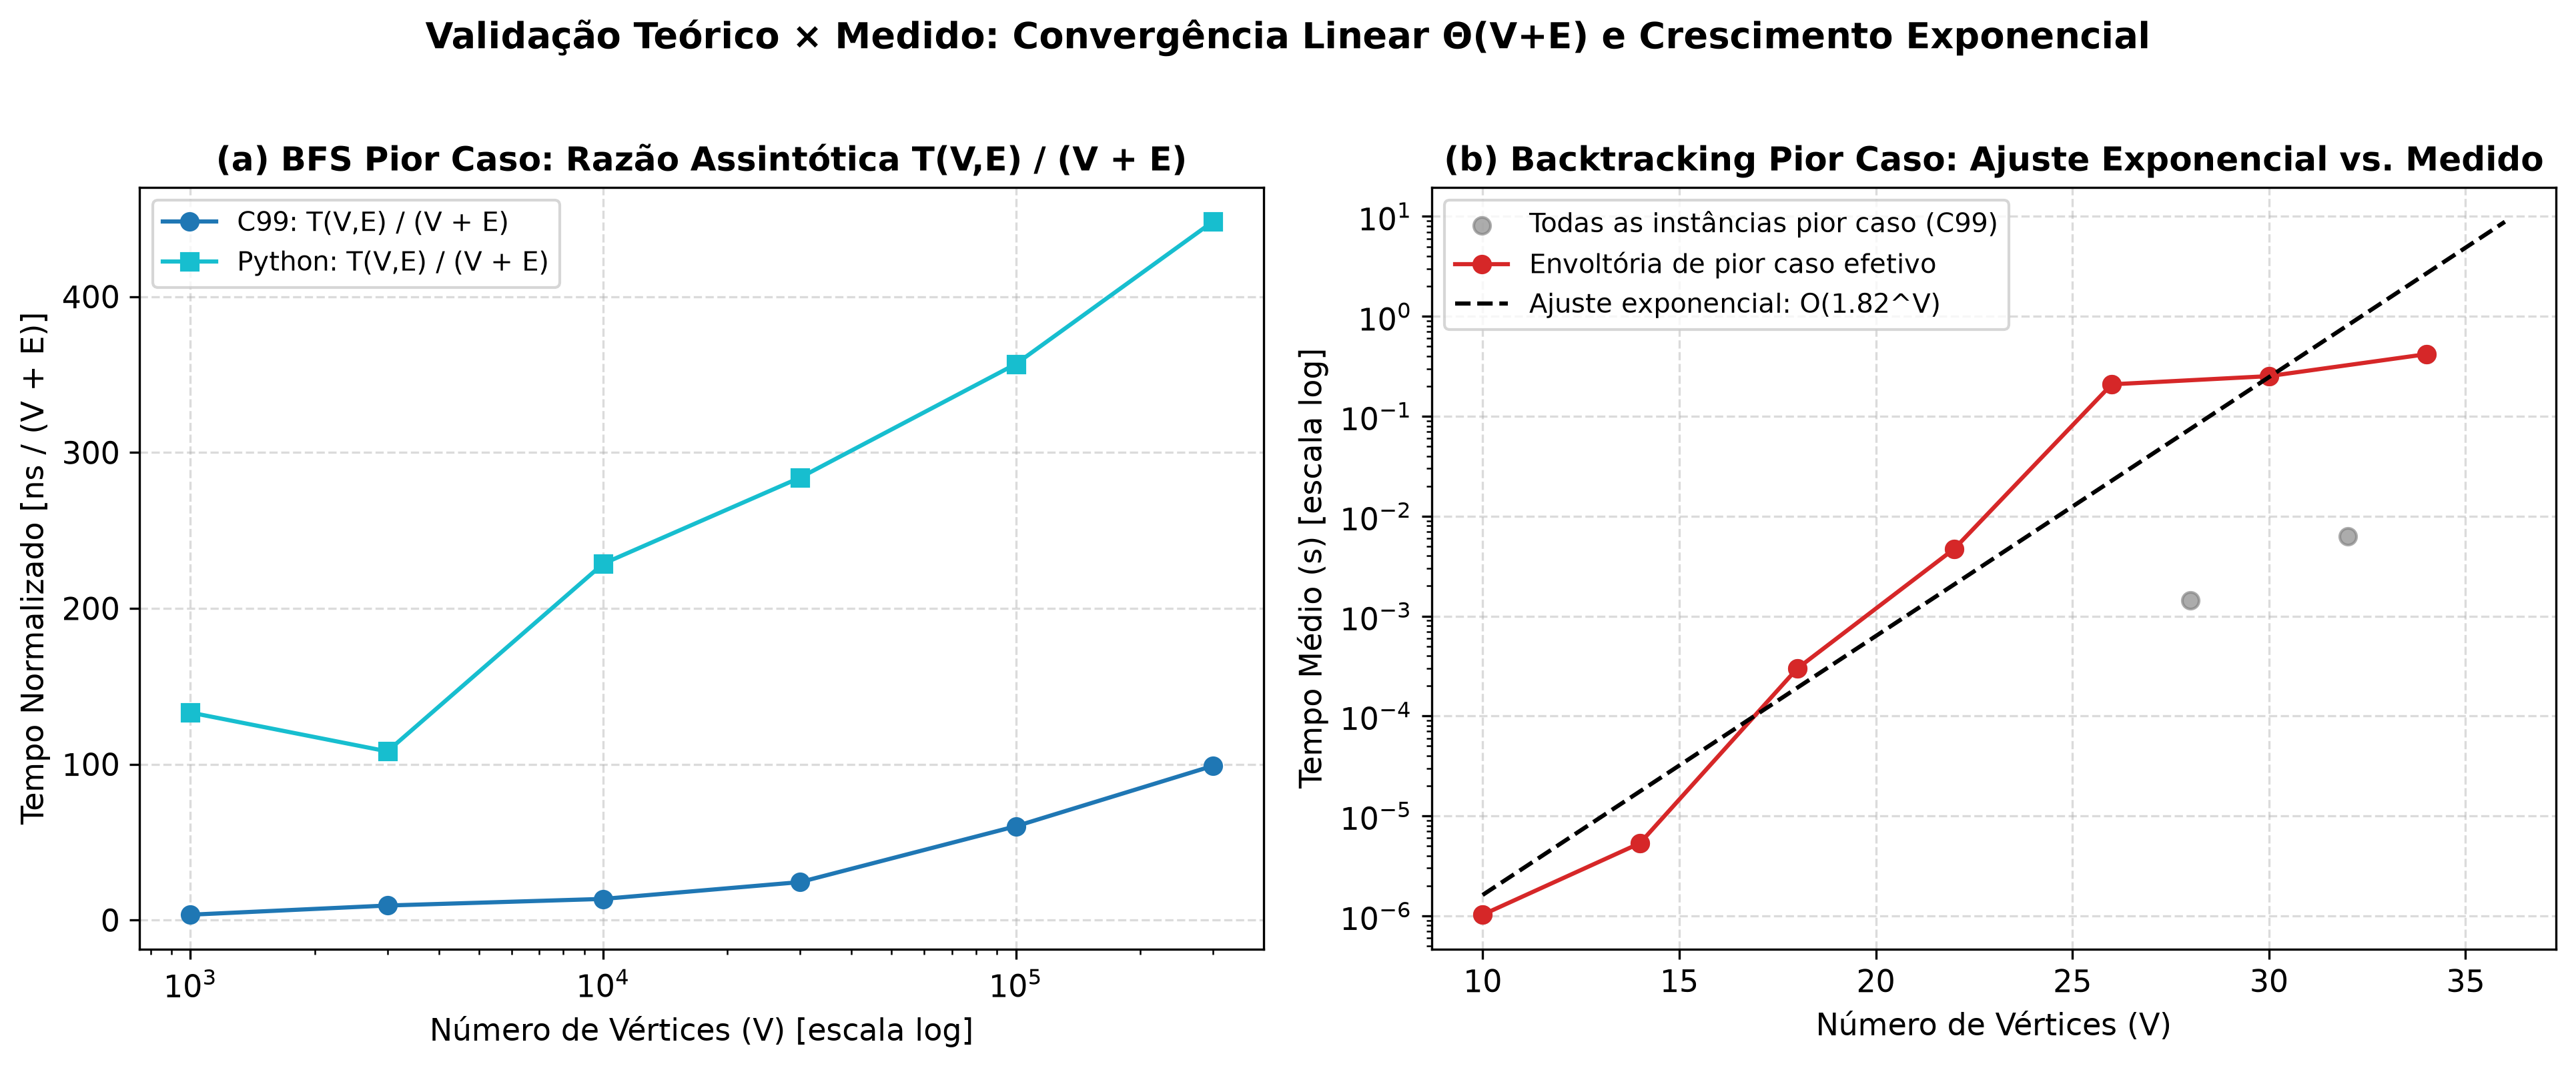 Validação Teórico × Medido: Convergência Linear Θ(V+E) e Crescimento Exponencial
(a) BFS Pior Caso: Razão Assintótica T(V,E) / (V + E)
C99: T(V,E) / (V + E)
Python: T(V,E) / (V + E)
Tempo Normalizado [ns / (V + E)]
400
300
200
100
0
10³
10⁴
10⁵
Número de Vértices (V) [escala log]
(b) Backtracking Pior Caso: Ajuste Exponencial vs. Medido
Todas as instâncias pior caso (C99)
Envoltória de pior caso efetivo
Ajuste exponencial: O(1.82^V)
Tempo Médio (s) [escala log]
10¹
10⁰
10⁻¹
10⁻²
10⁻³
10⁻⁴
10⁻⁵
10⁻⁶
10
15
20
25
30
35
Número de Vértices (V)